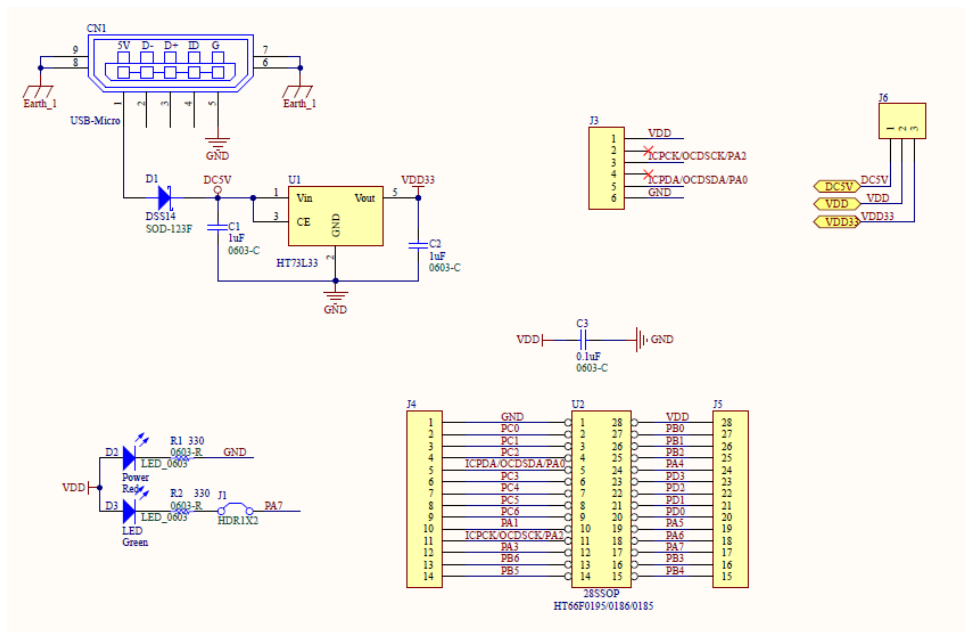 CN1
5V D- D+ ID G
9
8
7
6
Earth_1
Earth_1
1 2 3 4 5
USB-Micro
GND
D1
DSS14
SOD-123F
DC5V
C1
1uF
0603-C
U1
1
Vin
Vout
5
3
CE
GND
2
HT73L33
VDD33
C2
1uF
0603-C
GND
J3
1 VDD
2
3 ICPCK/OCDSCK/PA2
4
5 ICPDA/OCDSDA/PA0
6 GND
J6
1 2 3
DC5V DC5V
VDD VDD
VDD33 VDD33
VDD
C3
0.1uF
0603-C
GND
D2
R1 330
0603-R
LED_0603
GND
Power
Red
VDD
D3
R2 330
0603-R
LED_0603
J1
HDR1X2
PA7
LED
Green
J4 U2 J5
1 GND 1 28 VDD 28
2 PC0 2 27 PB0 27
3 PC1 3 26 PB1 26
4 PC2 4 25 PB2 25
5 ICPDA/OCDSDA/PA0 5 24 PA4 24
6 PC3 6 23 PD3 23
7 PC4 7 22 PD2 22
8 PC5 8 21 PD1 21
9 PC6 9 20 PD0 20
10 PA1 10 19 PA5 19
11 ICPCK/OCDSCK/PA2 11 18 PA6 18
12 PA3 12 17 PA7 17
13 PB6 13 16 PB3 16
14 PB5 14 15 PB4 15
28SSOP
HT66F0195/0186/0185